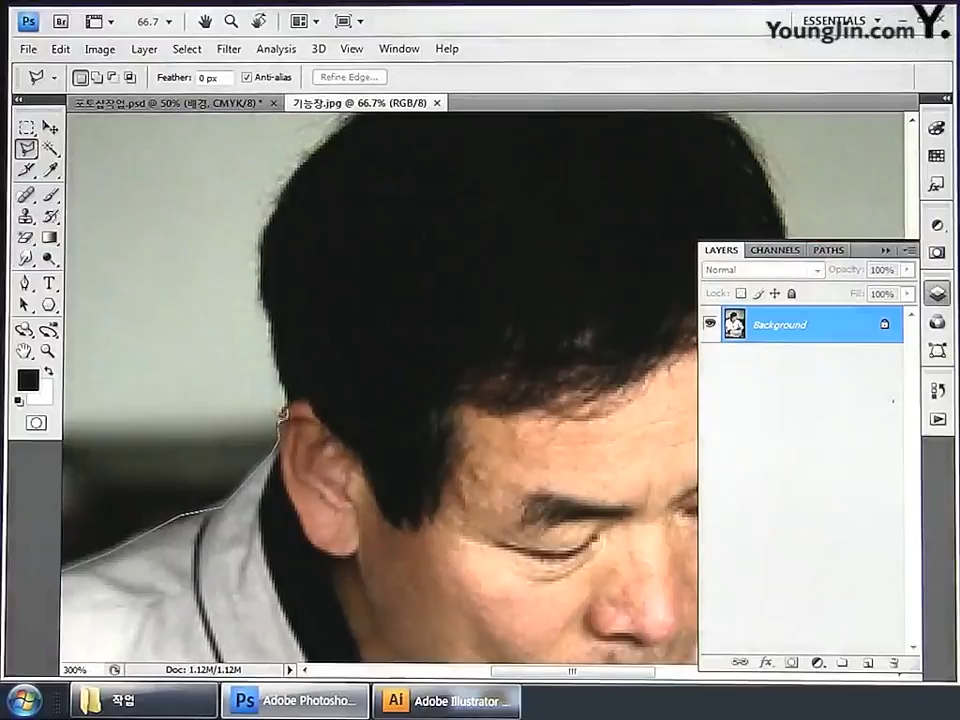 Ps Br 66.7 ESSENTIALS
YoungJin.com Y.
File Edit Image Layer Select Filter Analysis 3D View Window Help
Feather: 0 px Anti-alias Refine Edge...
포토샵작업.psd @ 50% (배경, CMYK/8) * × 기능장.jpg @ 66.7% (RGB/8) ×
LAYERS CHANNELS PATHS
Normal Opacity: 100%
Lock: Fill: 100%
Background
300% Doc: 1.12M/1.12M
작업 Ps Adobe Photosho... Ai Adobe Illustrator ...